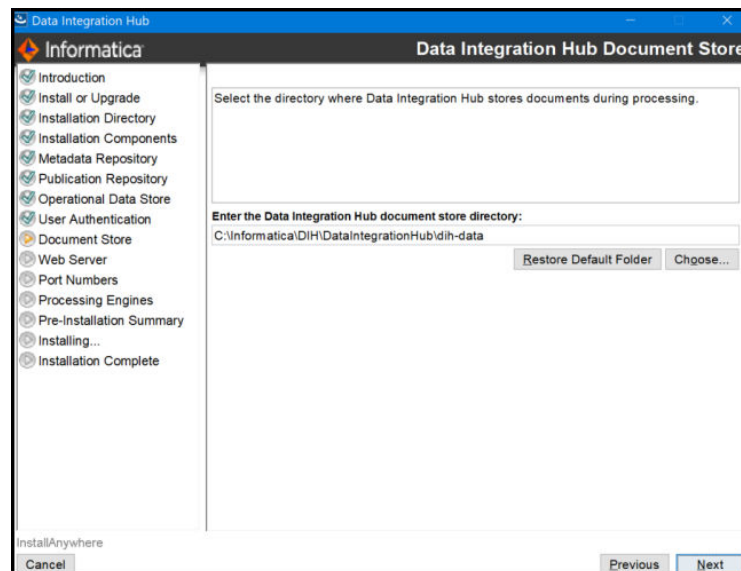 Data Integration Hub
Informatica
Data Integration Hub Document Store
Introduction
Install or Upgrade
Installation Directory
Installation Components
Metadata Repository
Publication Repository
Operational Data Store
User Authentication
Document Store
Web Server
Port Numbers
Processing Engines
Pre-Installation Summary
Installing...
Installation Complete
Select the directory where Data Integration Hub stores documents during processing.
Enter the Data Integration Hub document store directory:
C:\Informatica\DIH\DataIntegrationHub\dih-data
Restore Default Folder
Choose...
InstallAnywhere
Cancel
Previous
Next